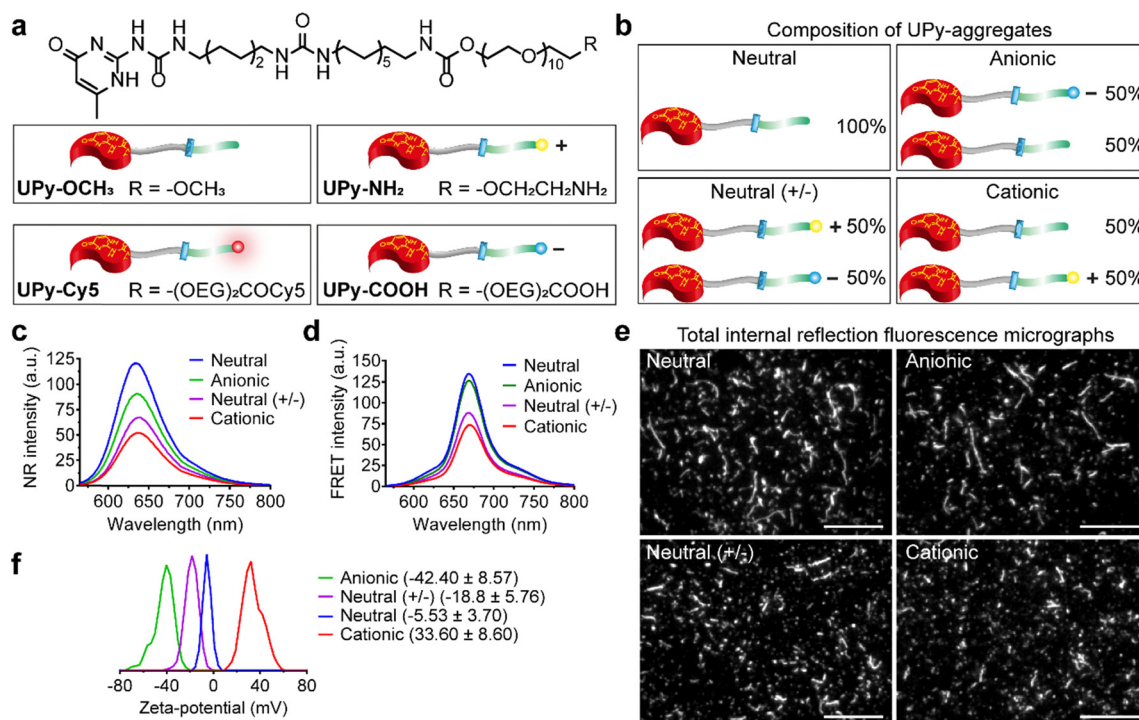 a
O
N
NH
N
H
N
H
O
N
H
2
O
N
H
N
H
5
H
N
O
O
O
10
R
UPy-OCH₃ R = -OCH₃
UPy-NH₂ R = -OCH₂CH₂NH₂
+
UPy-Cy5 R = -(OEG)₂COCy5
UPy-COOH R = -(OEG)₂COOH
−
b
Composition of UPy-aggregates
Neutral
100%
Anionic
− 50%
50%
Neutral (+/-)
+ 50%
− 50%
Cationic
50%
+ 50%
c
NR intensity (a.u.)
125
100
75
50
25
0
600 650 700 750 800
Wavelength (nm)
Neutral
Anionic
Neutral (+/-)
Cationic
d
FRET intensity (a.u.)
150
125
100
75
50
25
0
600 650 700 750 800
Wavelength (nm)
Neutral
Anionic
Neutral (+/-)
Cationic
e
Total internal reflection fluorescence micrographs
Neutral
Anionic
Neutral (+/-)
Cationic
f
-80 -40 0 40 80
Zeta-potential (mV)
Anionic (-42.40 ± 8.57)
Neutral (+/-) (-18.8 ± 5.76)
Neutral (-5.53 ± 3.70)
Cationic (33.60 ± 8.60)